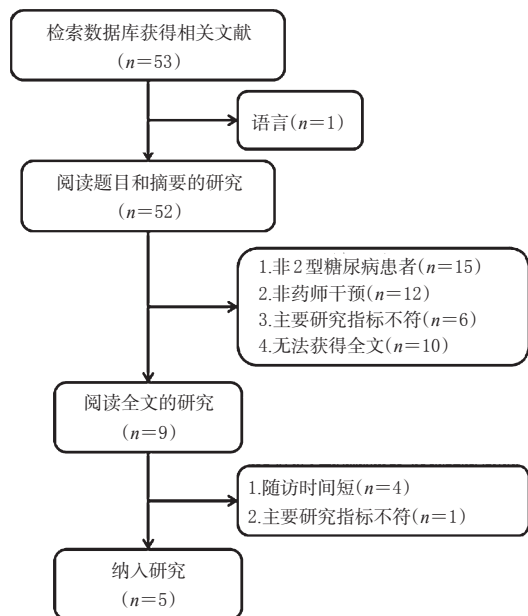 检索数据库获得相关文献
(n=53)
语言(n=1)
阅读题目和摘要的研究
(n=52)
1.非2型糖尿病患者(n=15)
2.非药师干预(n=12)
3.主要研究指标不符(n=6)
4.无法获得全文(n=10)
阅读全文的研究
(n=9)
1.随访时间短(n=4)
2.主要研究指标不符(n=1)
纳入研究
(n=5)